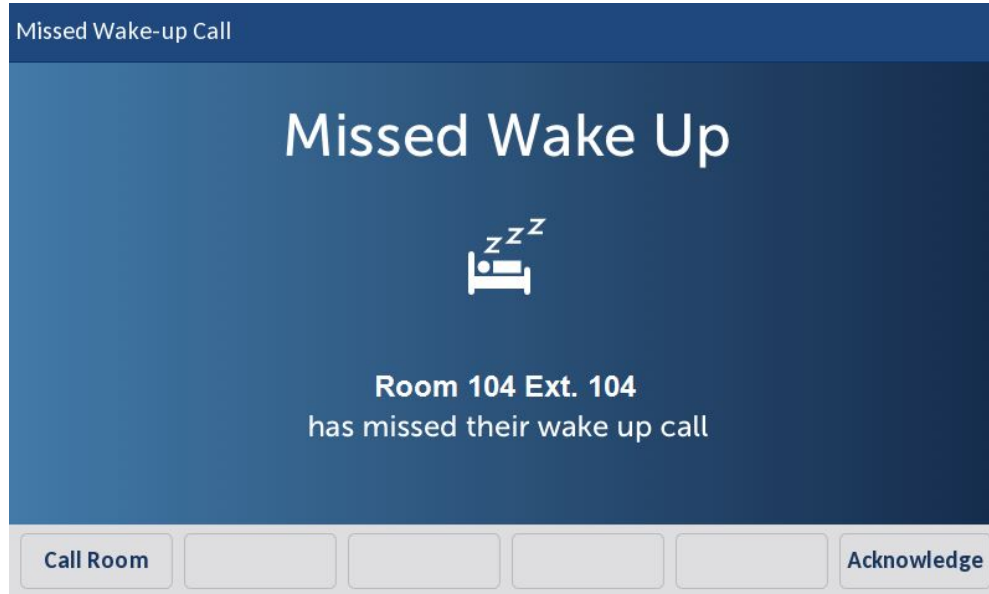 Missed Wake-up Call
Missed Wake Up
z z z
Room 104 Ext. 104
has missed their wake up call
Call Room
Acknowledge